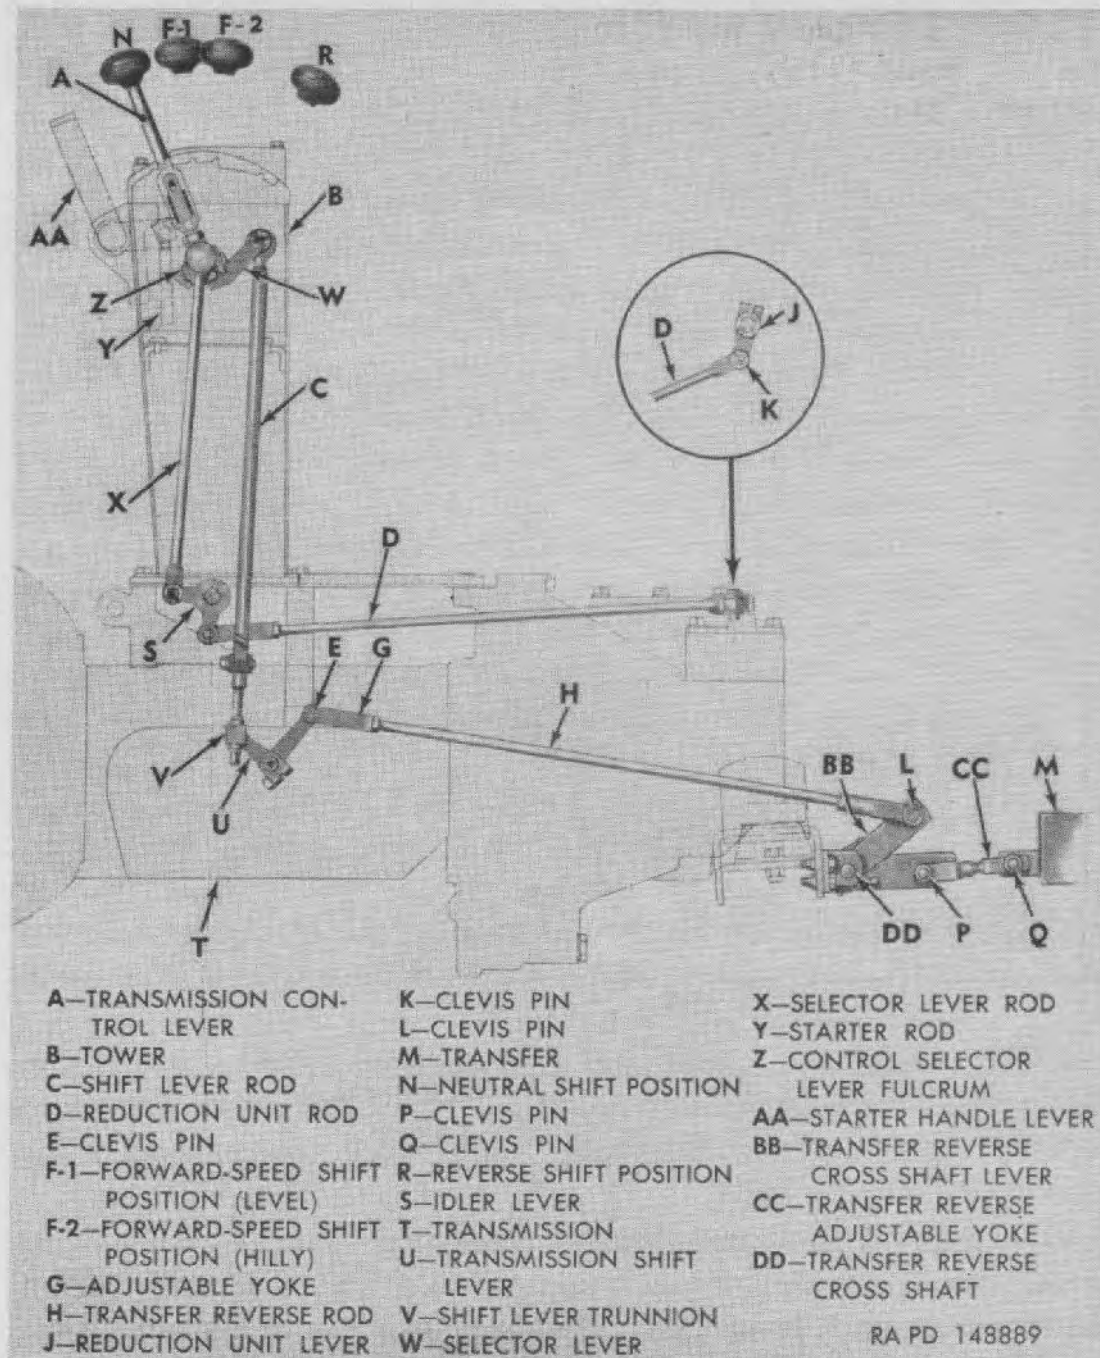 N
F-1
F-2
R
A
B
AA
Z
W
Y
D
J
K
C
X
D
S
E
G
H
V
U
BB
L
CC
M
T
DD
P
Q
A—TRANSMISSION CON-
TROL LEVER
B—TOWER
C—SHIFT LEVER ROD
D—REDUCTION UNIT ROD
E—CLEVIS PIN
F-1—FORWARD-SPEED SHIFT
POSITION (LEVEL)
F-2—FORWARD-SPEED SHIFT
POSITION (HILLY)
G—ADJUSTABLE YOKE
H—TRANSFER REVERSE ROD
J—REDUCTION UNIT LEVER
K—CLEVIS PIN
L—CLEVIS PIN
M—TRANSFER
N—NEUTRAL SHIFT POSITION
P—CLEVIS PIN
Q—CLEVIS PIN
R—REVERSE SHIFT POSITION
S—IDLER LEVER
T—TRANSMISSION
U—TRANSMISSION SHIFT
LEVER
V—SHIFT LEVER TRUNNION
W—SELECTOR LEVER
X—SELECTOR LEVER ROD
Y—STARTER ROD
Z—CONTROL SELECTOR
LEVER FULCRUM
AA—STARTER HANDLE LEVER
BB—TRANSFER REVERSE
CROSS SHAFT LEVER
CC—TRANSFER REVERSE
ADJUSTABLE YOKE
DD—TRANSFER REVERSE
CROSS SHAFT
RA PD 148889